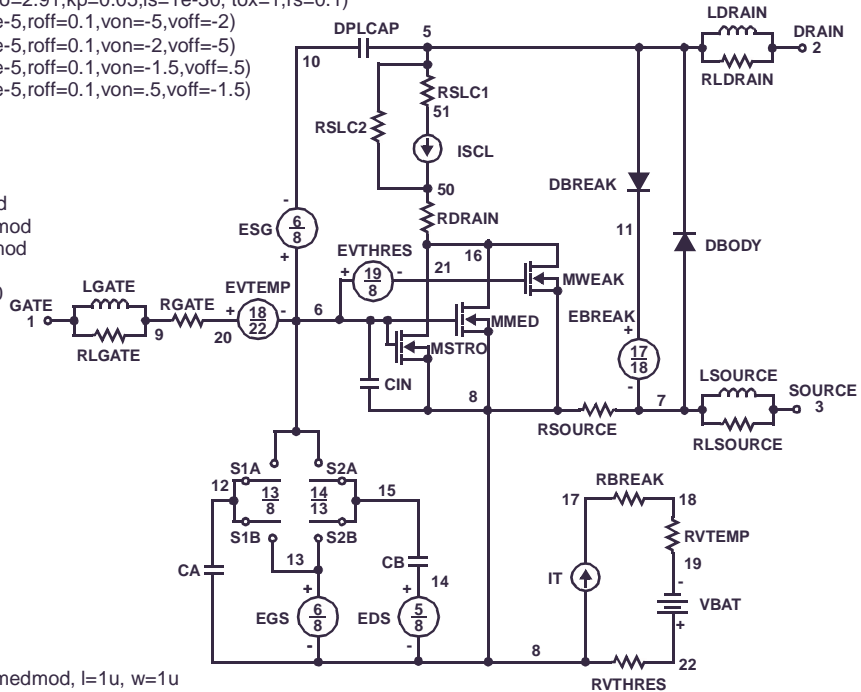 =2.91,kp=0.05,is=1e-30, tox=1,rs=0.1)
e-5,roff=0.1,von=-5,voff=-2)
e-5,roff=0.1,von=-2,voff=-5)
e-5,roff=0.1,von=-1.5,voff=.5)
e-5,roff=0.1,von=.5,voff=-1.5)
LDRAIN
DPLCAP
5
DRAIN
2
10
RLDRAIN
RSLC1
51
RSLC2
ISCL
50
DBREAK
RDRAIN
d
mod
nod
-
ESG
6
8
+
11
DBODY
EVTHRES
16
+ 19
8 -
21
MWEAK
)
GATE
1
LGATE
RGATE
EVTEMP
+ 18
22 -
6
MMED
EBREAK
+
9
20
MSTRO
17
18
-
RLGATE
CIN
8
LSOURCE
SOURCE
3
7
RSOURCE
RLSOURCE
S1A
S2A
12
13
8
14
13
15
RBREAK
17
18
S1B
S2B
RVTEMP
13
CB
19
CA
14
IT
-
VBAT
+
+
EGS
6
8
-
+
EDS
5
8
-
8
22
RVTHRES
medmod, l=1u, w=1u